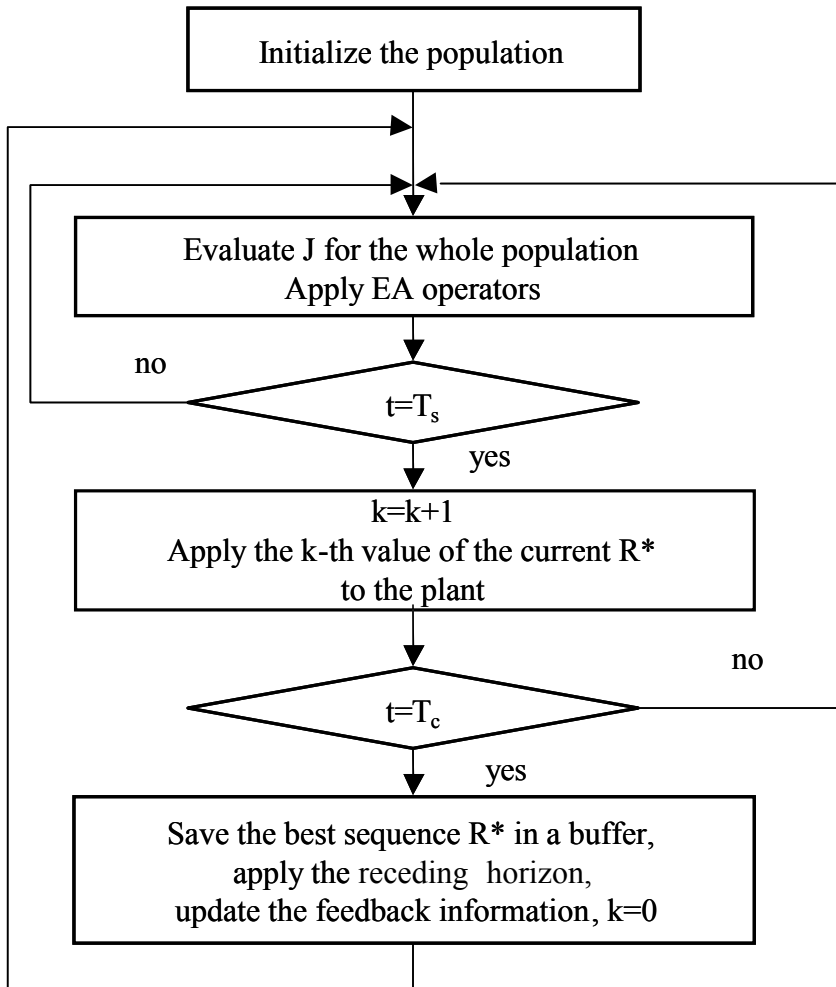 Initialize the population
Evaluate J for the whole population
Apply EA operators
no
t=Tₛ
yes
k=k+1
Apply the k-th value of the current R*
to the plant
no
t=T_c
yes
Save the best sequence R* in a buffer,
apply the receding horizon,
update the feedback information, k=0